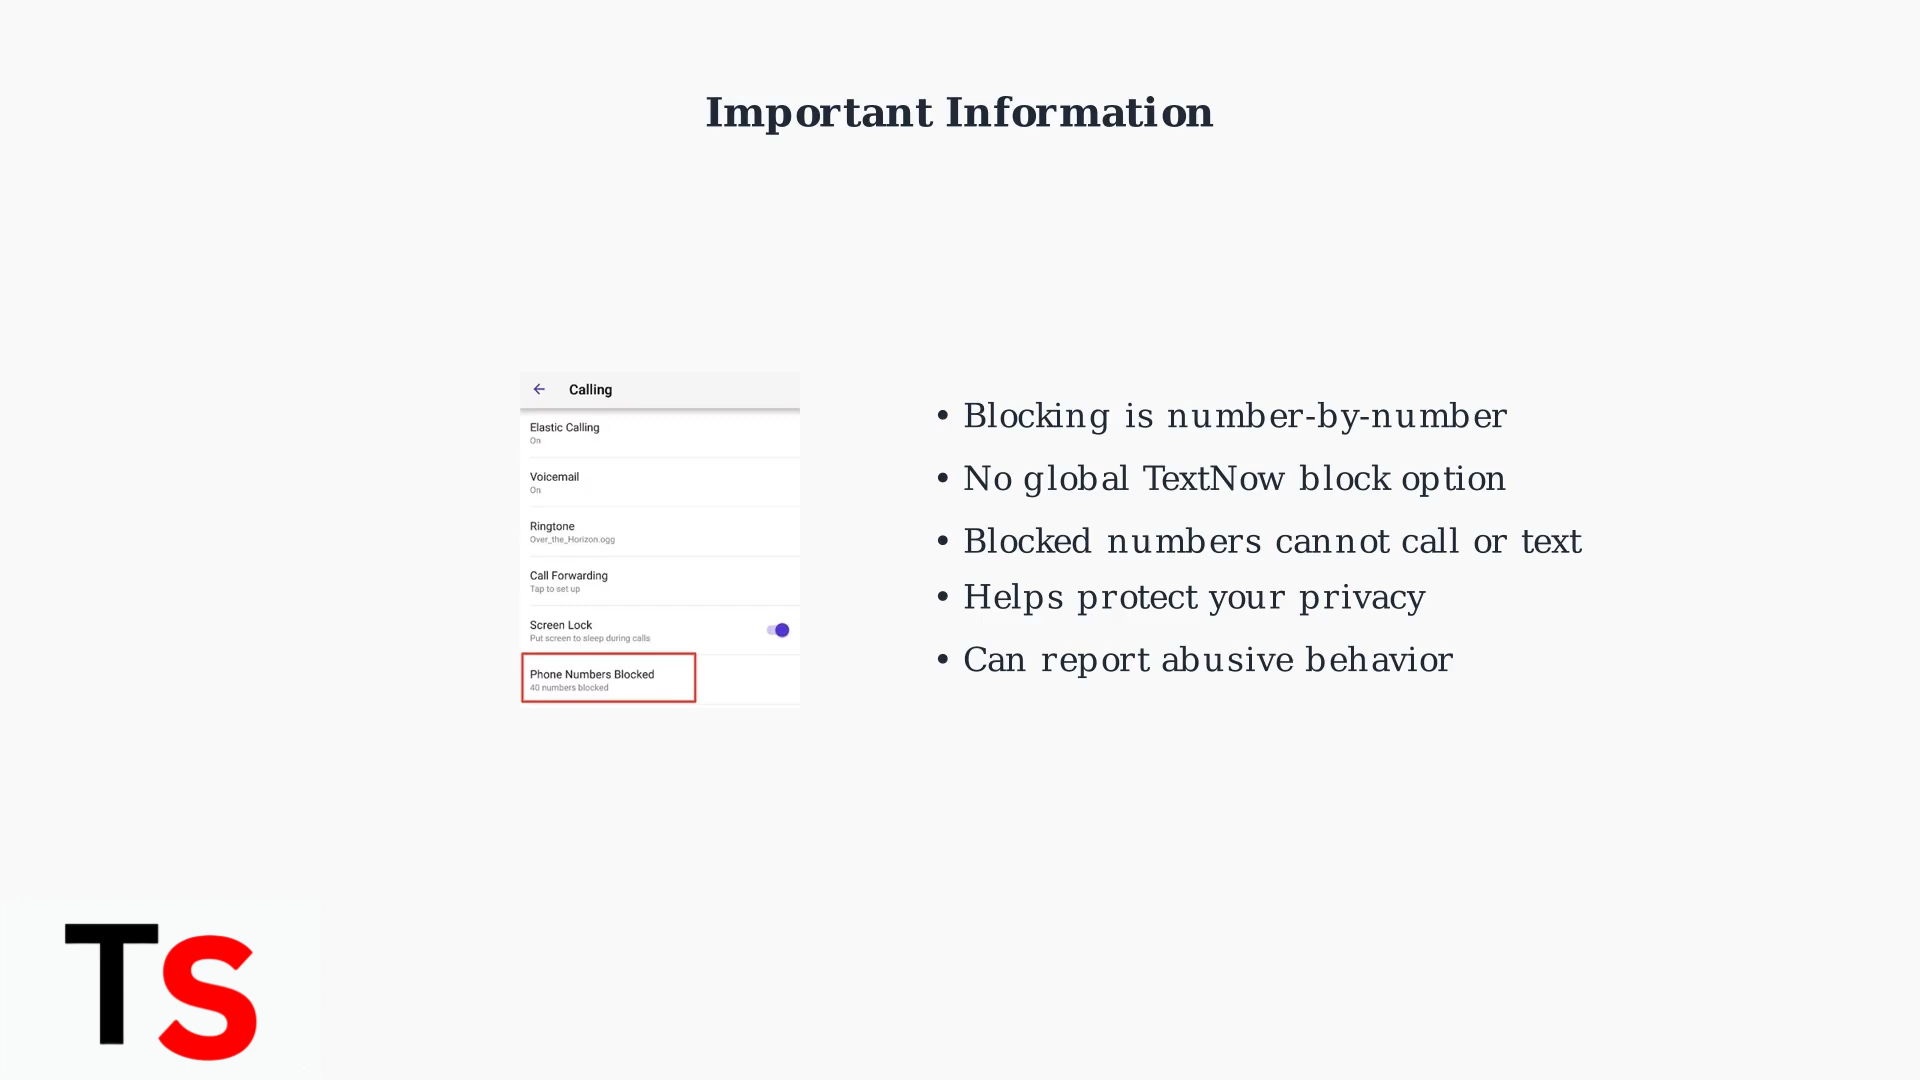 Important Information
Calling
Elastic Calling
On
Voicemail
On
Ringtone
Over_the_Horizon.ogg
Call Forwarding
Tap to set up
Screen Lock
Put screen to sleep during calls
Phone Numbers Blocked
40 numbers blocked
• Blocking is number-by-number
• No global TextNow block option
• Blocked numbers cannot call or text
• Helps protect your privacy
• Can report abusive behavior
TS